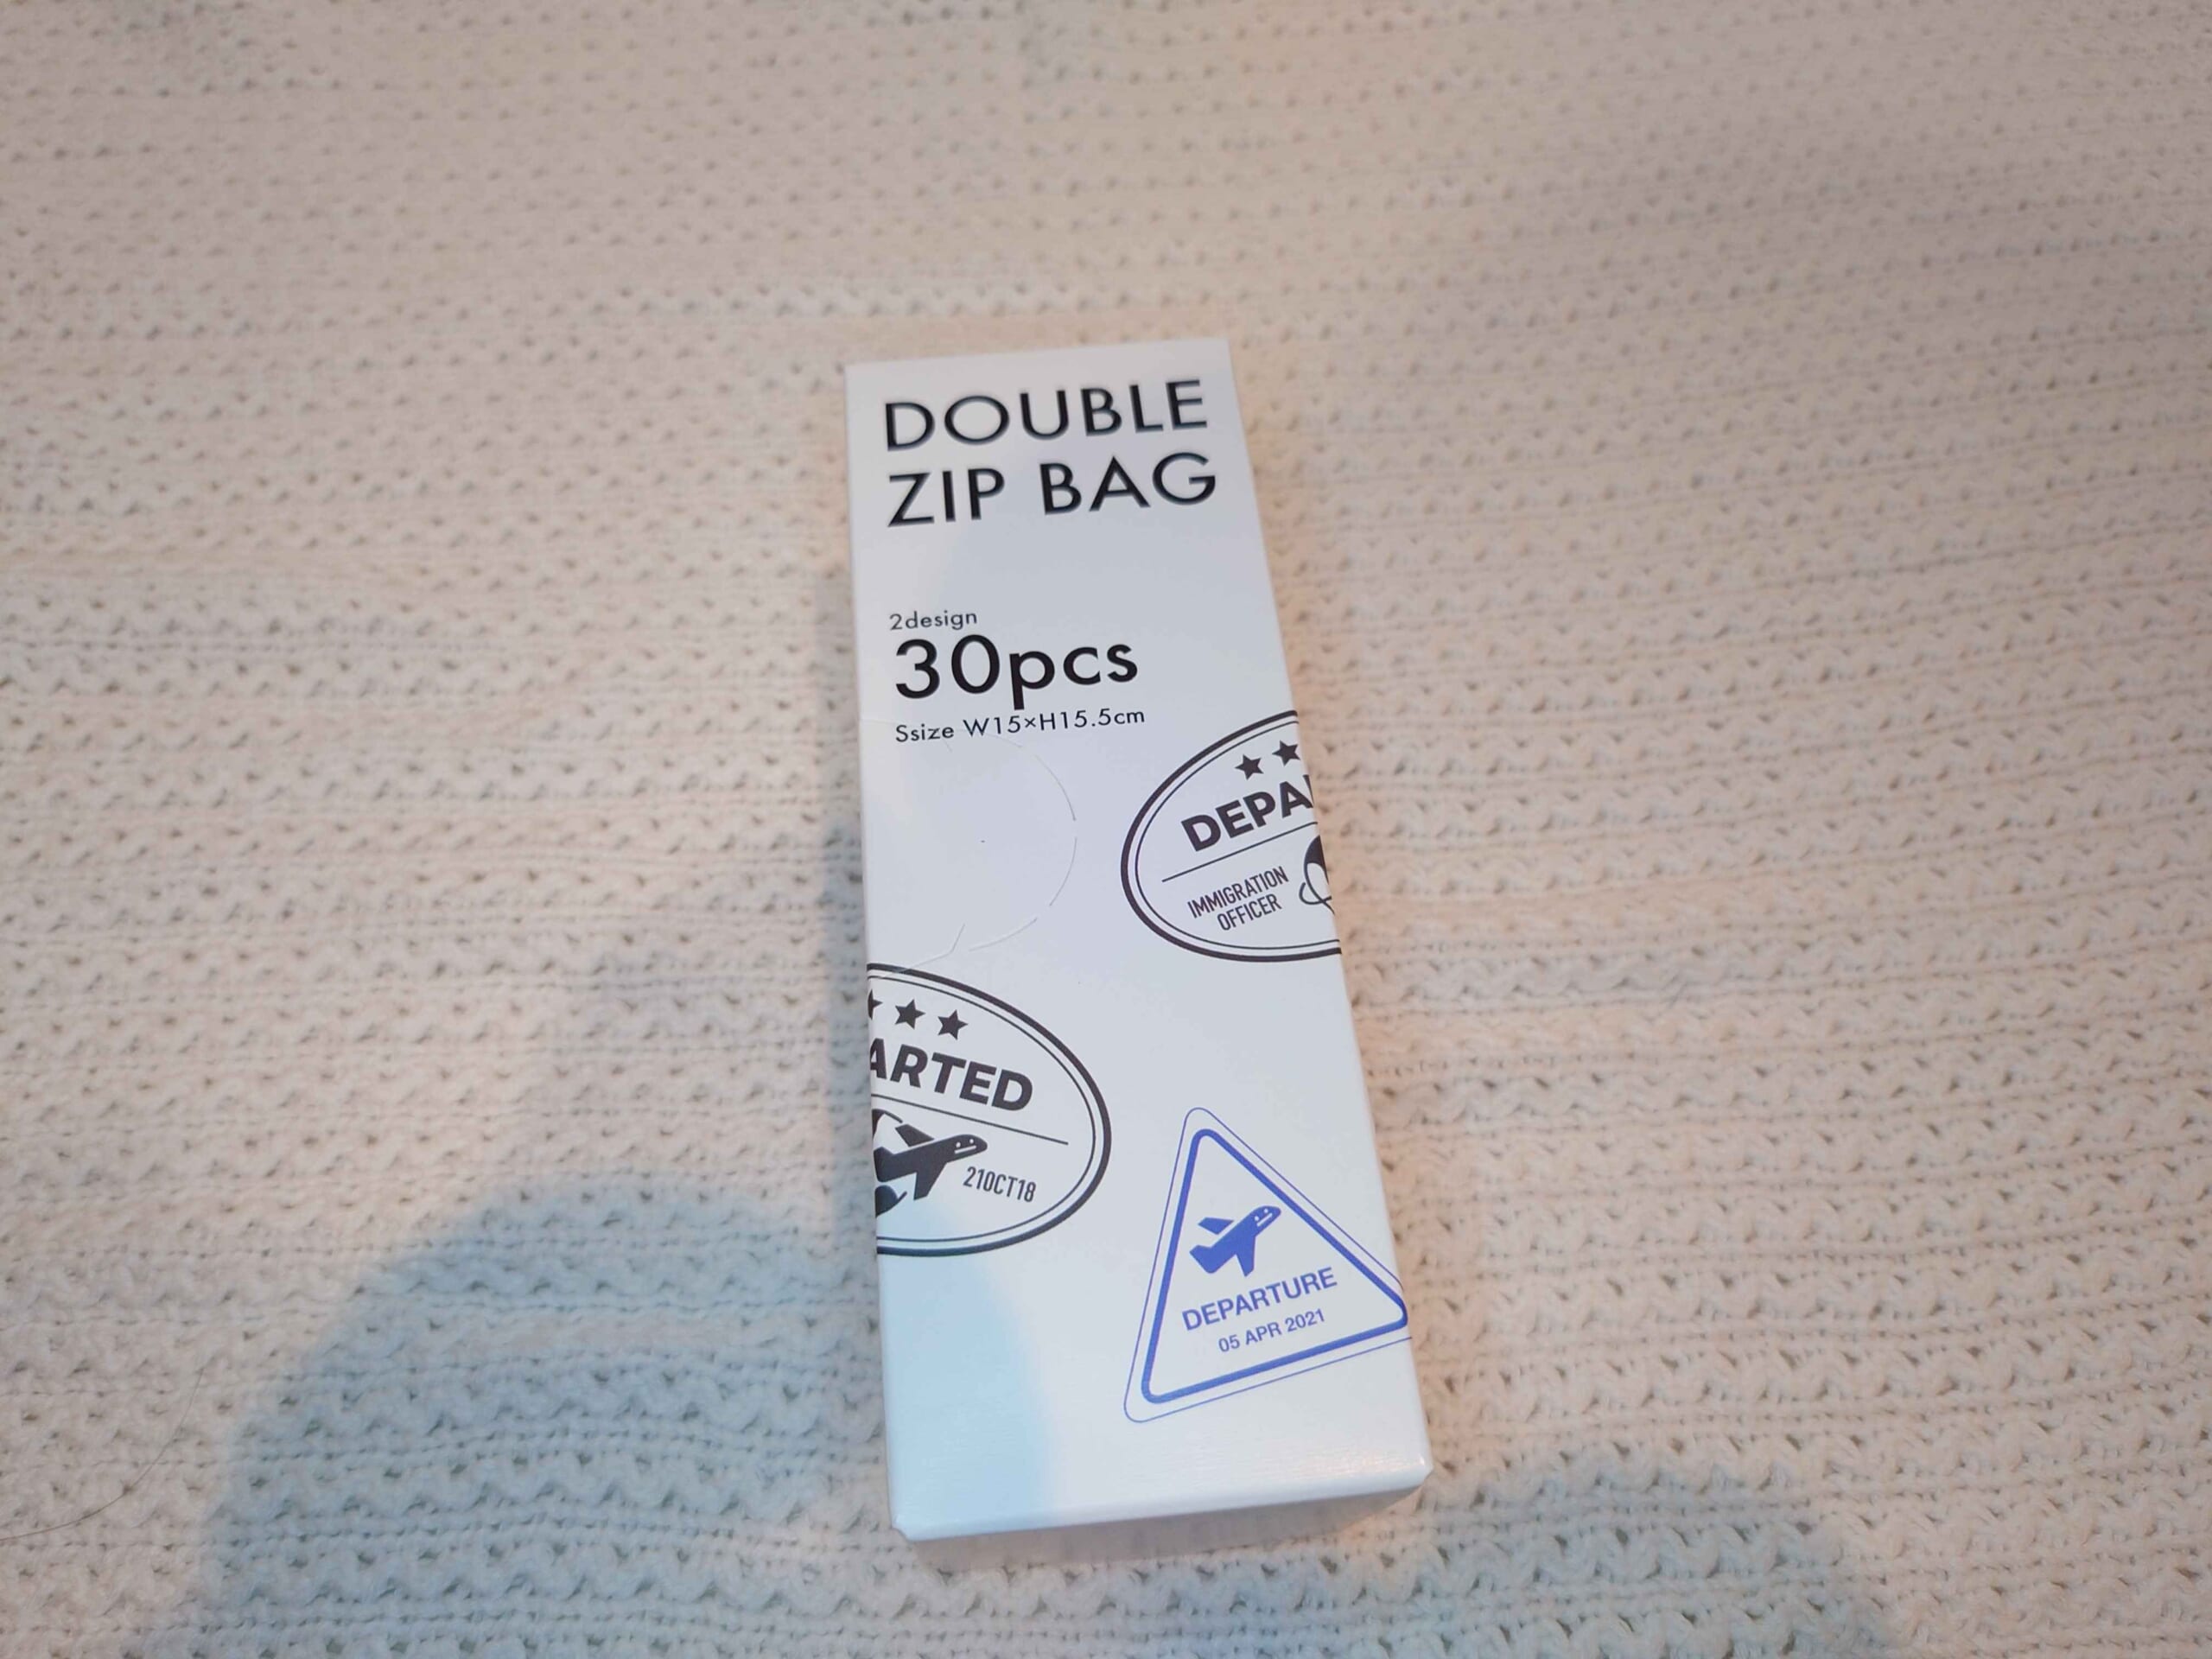 DOUBLE
ZIP BAG
2design
30pcs
Ssize W15×H15.5cm
DEPA
IMMIGRATION
OFFICER
ARTED
21OCT18
DEPARTURE
05 APR 2021